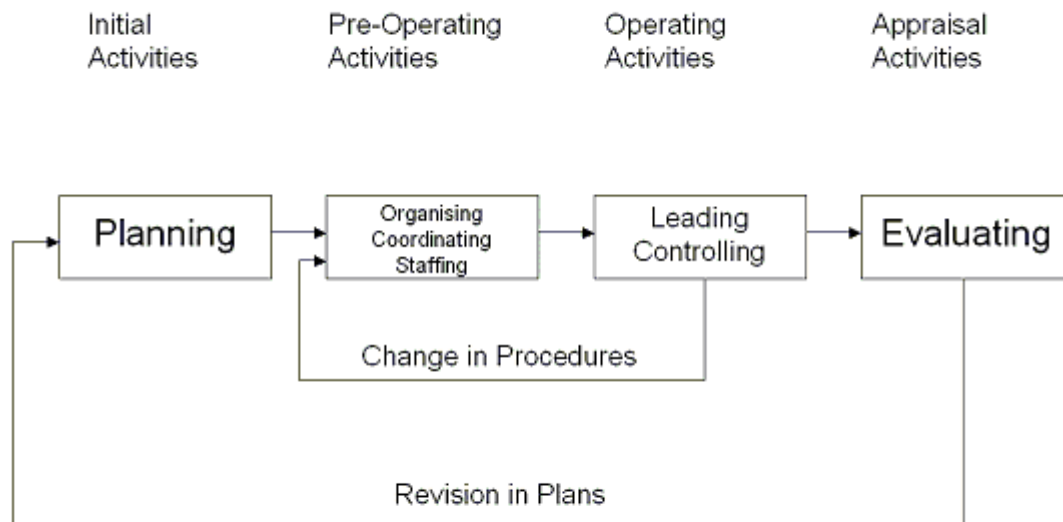 Initial
Activities
Pre-Operating
Activities
Operating
Activities
Appraisal
Activities
Planning
Organising
Coordinating
Staffing
Leading
Controlling
Evaluating
Change in Procedures
Revision in Plans